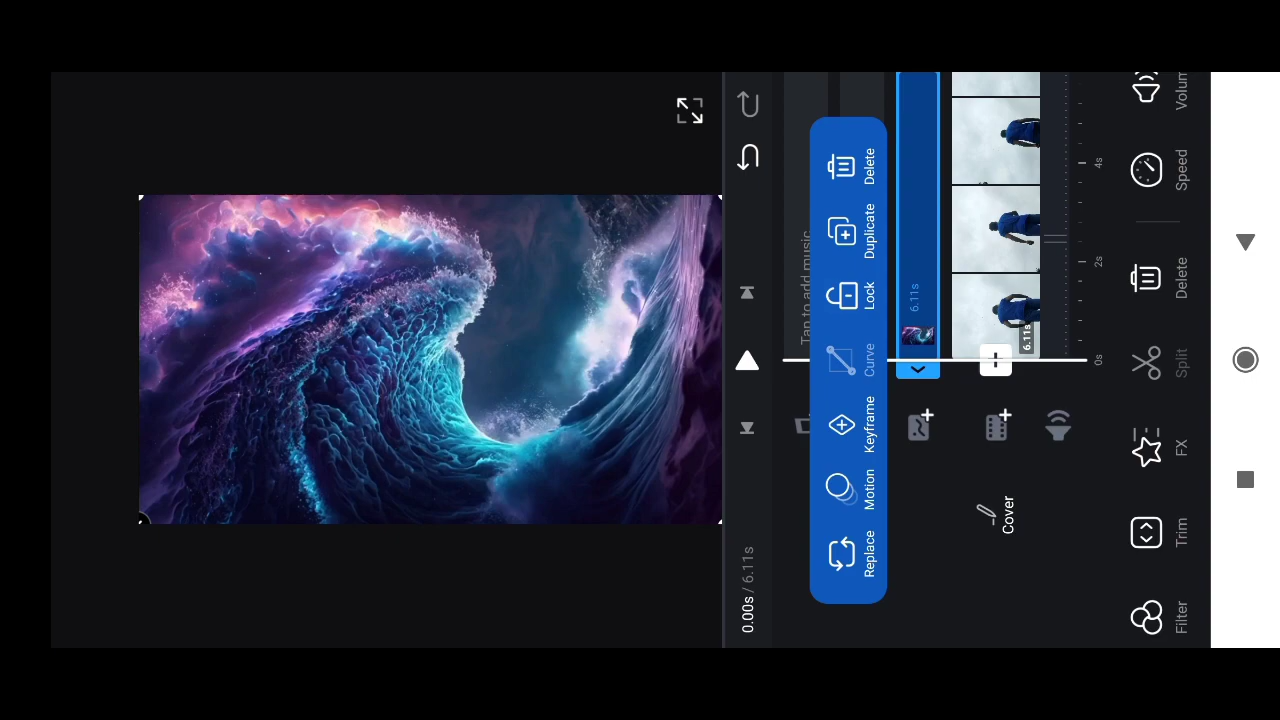 0.00s / 6.11s
Tap to add music
Replace
Motion
Keyframe
Curve
Lock
Duplicate
Delete
6.11s
6.11s
Cover
0s
2s
4s
Filter
Trim
FX
Split
Delete
Speed
Volum